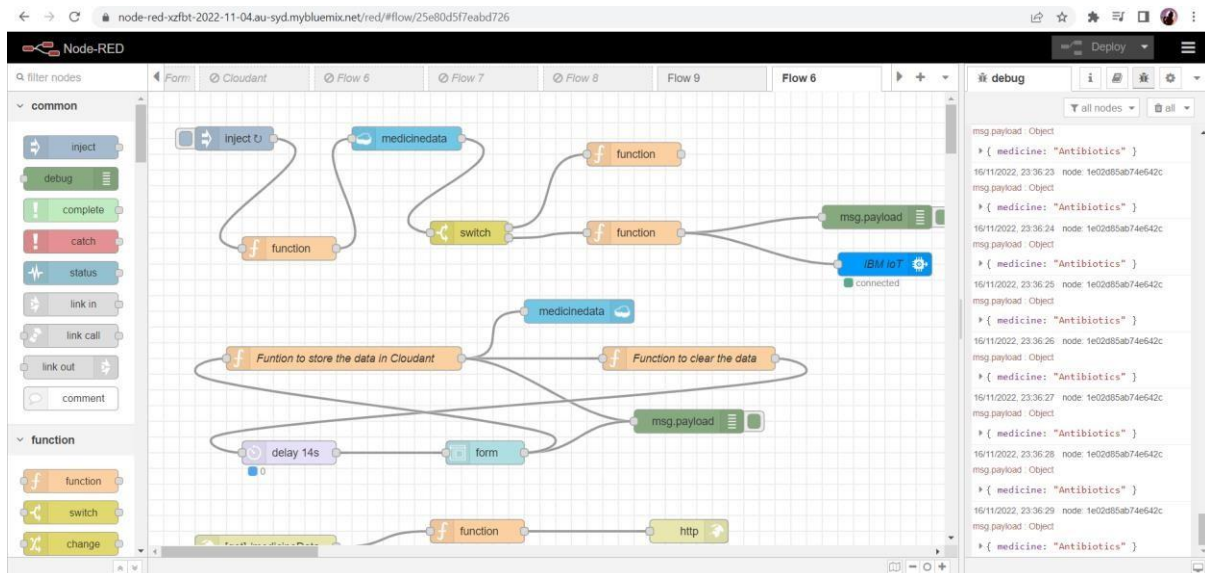 node-red-xzfbt-2022-11-04.au-syd.mybluemix.net/red/#flow/25e80d5f7eabd726
Node-RED
Deploy
filter nodes
common
inject
debug
complete
catch
status
link in
link call
link out
comment
function
function
switch
change
Form
Cloudant
Flow 6
Flow 7
Flow 8
Flow 9
Flow 6
inject
medicinedata
function
function
switch
function
msg.payload
IBM IoT
connected
medicinedata
Funtion to store the data in Cloudant
Function to clear the data
msg.payload
delay 14s
0
form
function
http
debug
i
all nodes
all
msg.payload : Object
{ medicine: "Antibiotics" }
16/11/2022, 23:36:23 node: 1e02d85ab74e642c
msg.payload : Object
{ medicine: "Antibiotics" }
16/11/2022, 23:36:24 node: 1e02d85ab74e642c
msg.payload : Object
{ medicine: "Antibiotics" }
16/11/2022, 23:36:25 node: 1e02d85ab74e642c
msg.payload : Object
{ medicine: "Antibiotics" }
16/11/2022, 23:36:26 node: 1e02d85ab74e642c
msg.payload : Object
{ medicine: "Antibiotics" }
16/11/2022, 23:36:27 node: 1e02d85ab74e642c
msg.payload : Object
{ medicine: "Antibiotics" }
16/11/2022, 23:36:28 node: 1e02d85ab74e642c
msg.payload : Object
{ medicine: "Antibiotics" }
16/11/2022, 23:36:29 node: 1e02d85ab74e642c
msg.payload : Object
{ medicine: "Antibiotics" }